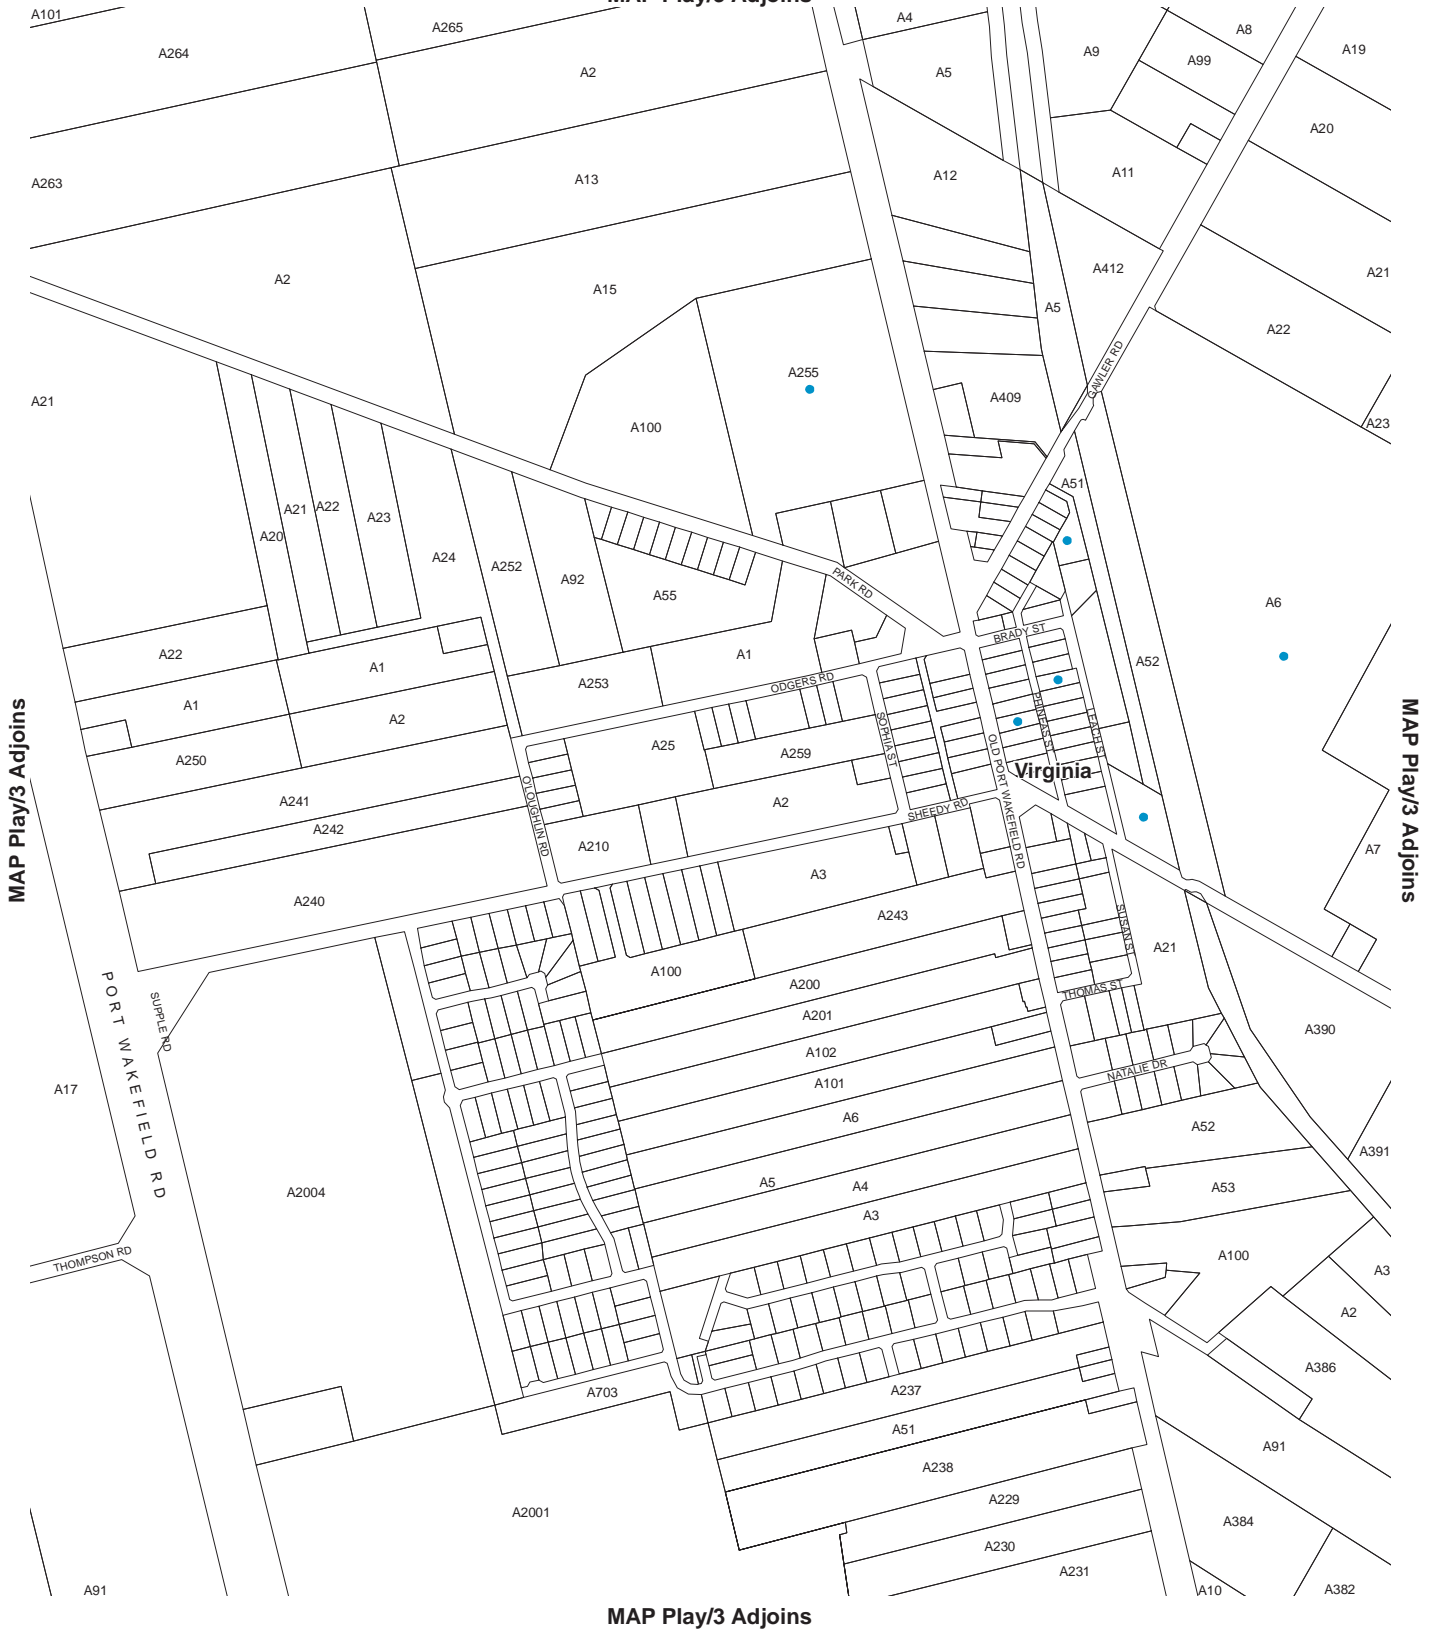 MAP Play/3 Adjoins
A101
A265
A4
A8
A264
A9
A19
A2
A5
A99
A20
A263
A13
A12
A11
A2
A412
A21
A15
A5
A22
A255
GAWLER RD
A21
A409
A23
A100
A51
A21
A22
A23
A20
A24
A252
A92
A55
PARK RD
A6
BRADY ST
A22
A1
A1
A52
A253
ODGERS RD
A1
A2
PHINEAS ST
LEACH ST
SOPHIA ST
MAP Play/3 Adjoins
MAP Play/3 Adjoins
A25
A259
A250
OLD PORT WAKEFIELD RD
Virginia
A241
O'LOUGHLIN RD
A2
SHEEDY RD
A242
A210
A7
A3
A240
A243
SUSAN ST
A21
A100
A200
THOMAS ST
PORT WAKEFIELD RD
SUPPLE RD
A201
A390
A102
NATALIE DR
A101
A17
A6
A52
A391
A5
A4
A53
A2004
A3
THOMPSON RD
A100
A3
A2
A386
A703
A237
A51
A91
A238
A229
A2001
A384
A230
A231
A91
A10
A382
MAP Play/3 Adjoins